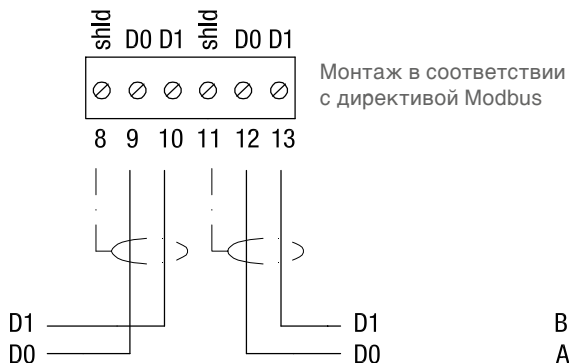 shld D0 D1 shld D0 D1
Монтаж в соответствии
с директивой Modbus
8 9 10 11 12 13
D1 D1 B
D0 D0 A